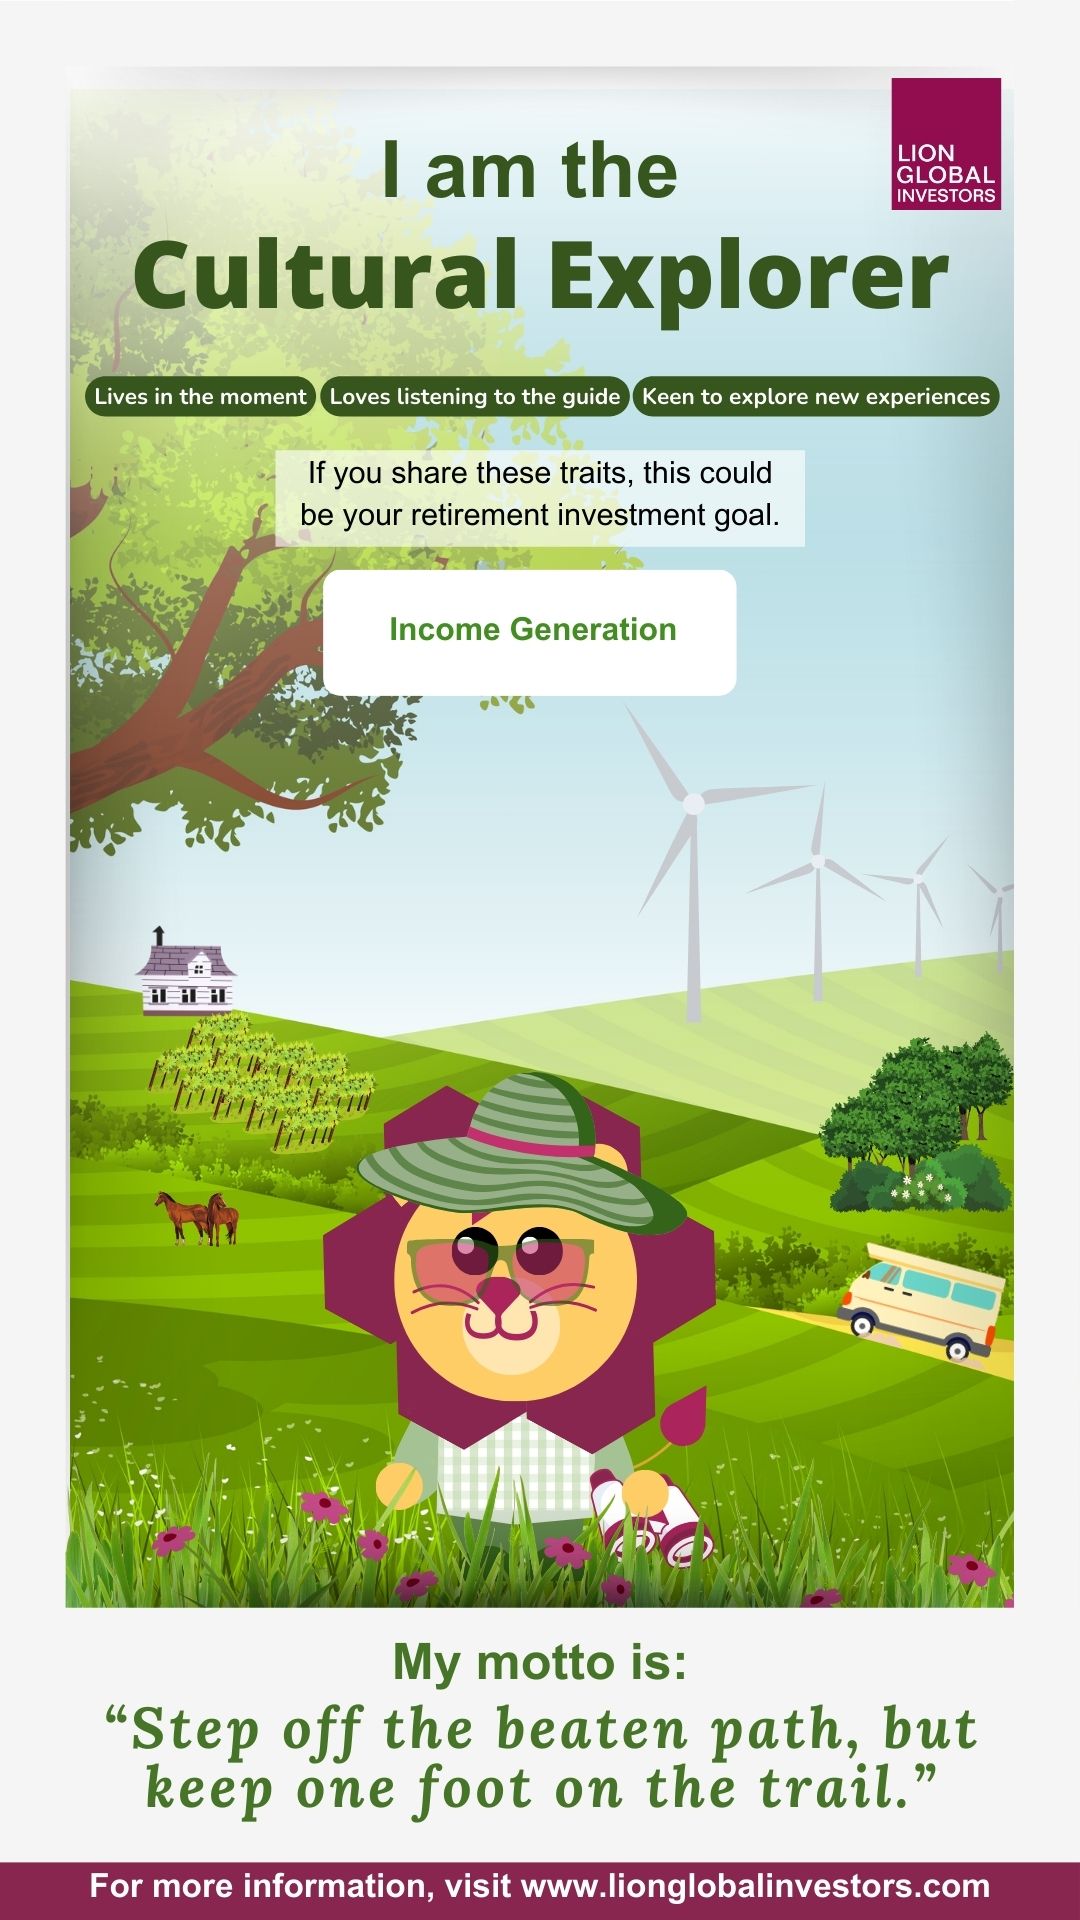 I am the
LION
GLOBAL
INVESTORS
Cultural Explorer
Lives in the moment
Loves listening to the guide
Keen to explore new experiences
If you share these traits, this could
be your retirement investment goal.
Income Generation
My motto is:
“Step off the beaten path, but
keep one foot on the trail.”
For more information, visit www.lionglobalinvestors.com